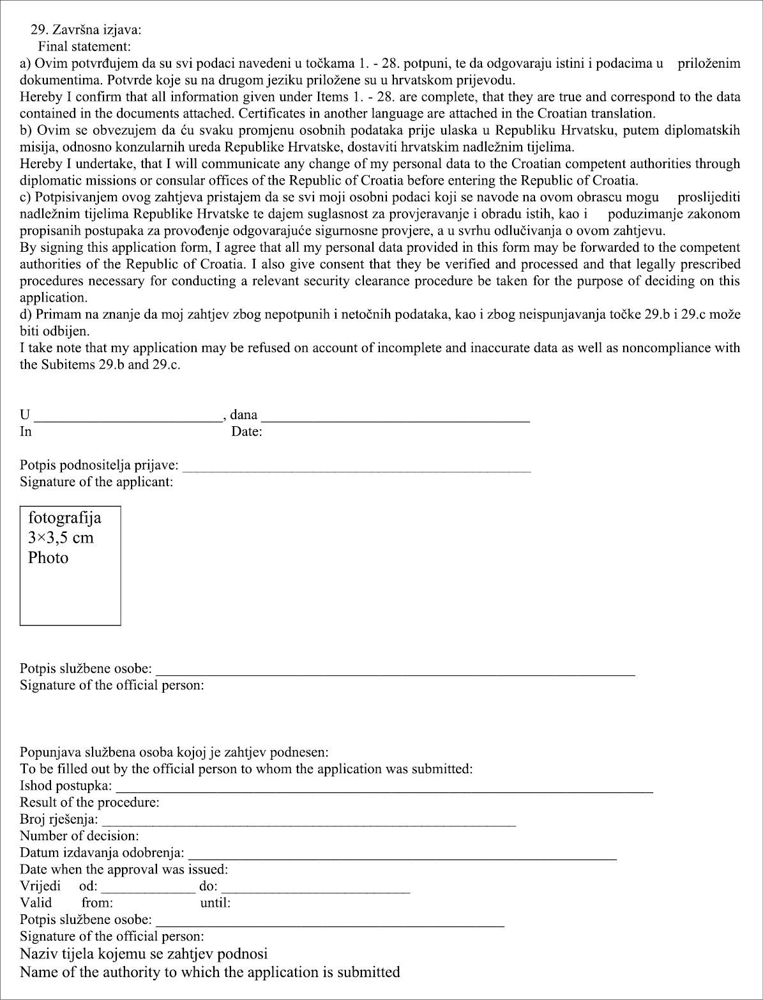 29. Završna izjava:
Final statement:
a) Ovim potvrđujem da su svi podaci navedeni u točkama 1. - 28. potpuni, te da odgovaraju istini i podacima u priloženim
dokumentima. Potvrde koje su na drugom jeziku priložene su u hrvatskom prijevodu.
Hereby I confirm that all information given under Items 1. - 28. are complete, that they are true and correspond to the data
contained in the documents attached. Certificates in another language are attached in the Croatian translation.
b) Ovim se obvezujem da ću svaku promjenu osobnih podataka prije ulaska u Republiku Hrvatsku, putem diplomatskih
misija, odnosno konzularnih ureda Republike Hrvatske, dostaviti hrvatskim nadležnim tijelima.
Hereby I undertake, that I will communicate any change of my personal data to the Croatian competent authorities through
diplomatic missions or consular offices of the Republic of Croatia before entering the Republic of Croatia.
c) Potpisivanjem ovog zahtjeva pristajem da se svi moji osobni podaci koji se navode na ovom obrascu mogu proslijediti
nadležnim tijelima Republike Hrvatske te dajem suglasnost za provjeravanje i obradu istih, kao i poduzimanje zakonom
propisanih postupaka za provođenje odgovarajuće sigurnosne provjere, a u svrhu odlučivanja o ovom zahtjevu.
By signing this application form, I agree that all my personal data provided in this form may be forwarded to the competent
authorities of the Republic of Croatia. I also give consent that they be verified and processed and that legally prescribed
procedures necessary for conducting a relevant security clearance procedure be taken for the purpose of deciding on this
application.
d) Primam na znanje da moj zahtjev zbog nepotpunih i netočnih podataka, kao i zbog neispunjavanja točke 29.b i 29.c može
biti odbijen.
I take note that my application may be refused on account of incomplete and inaccurate data as well as noncompliance with
the Subitems 29.b and 29.c.
U __________________________, dana _____________________________________
In Date:
Potpis podnositelja prijave: ________________________________________________
Signature of the applicant:
fotografija
3×3,5 cm
Photo
Potpis službene osobe: __________________________________________________________________
Signature of the official person:
Popunjava službena osoba kojoj je zahtjev podnesen:
To be filled out by the official person to whom the application was submitted:
Ishod postupka: __________________________________________________________________________
Result of the procedure:
Broj rješenja: _________________________________________________________
Number of decision:
Datum izdavanja odobrenja: ___________________________________________________________
Date when the approval was issued:
Vrijedi od: _____________ do: __________________________
Valid from: until:
Potpis službene osobe: ________________________________________________
Signature of the official person:
Naziv tijela kojemu se zahtjev podnosi
Name of the authority to which the application is submitted